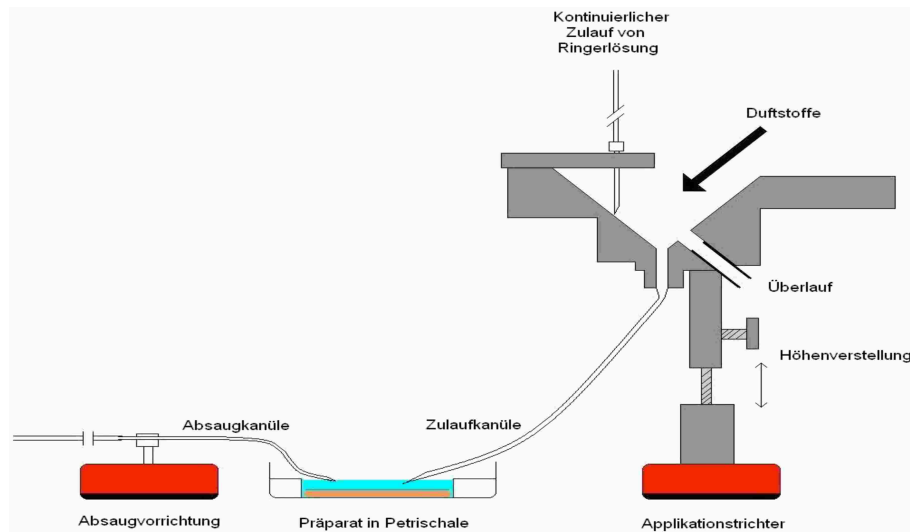 Kontinuierlicher
Zulauf von
Ringerlösung
Duftstoffe
Überlauf
Höhenverstellung
Absaugkanüle
Zulaufkanüle
Absaugvorrichtung
Präparat in Petrischale
Applikationstrichter